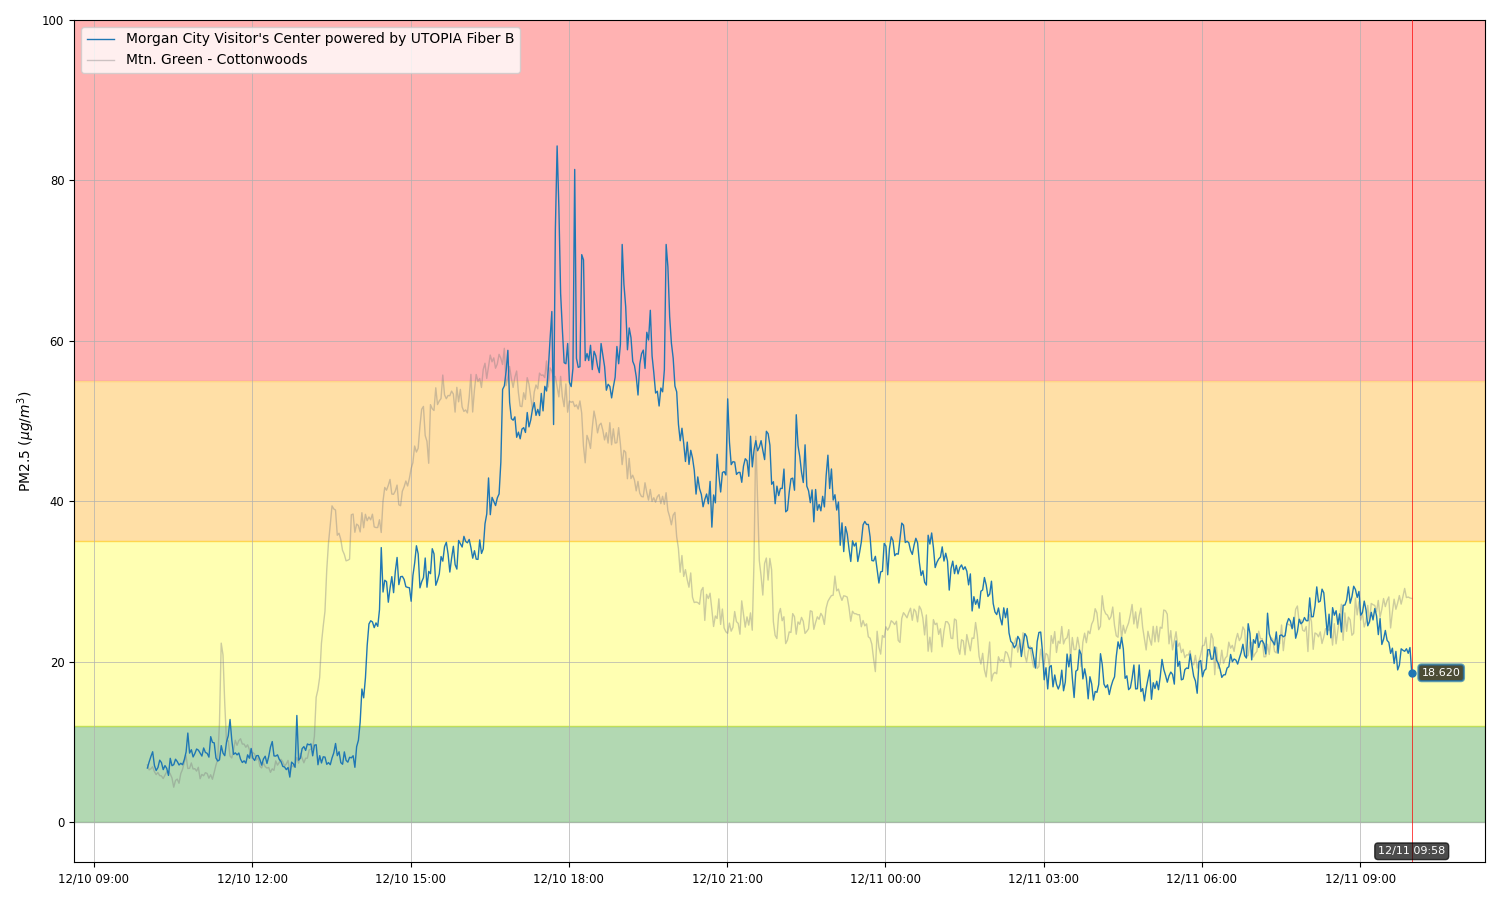 Morgan City Visitor's Center powered by UTOPIA Fiber B
Mtn. Green - Cottonwoods
100
80
60
40
20
0
PM2.5 (μg/m³)
18.620
12/11 09:58
12/10 09:00 12/10 12:00 12/10 15:00 12/10 18:00 12/10 21:00 12/11 00:00 12/11 03:00 12/11 06:00 12/11 09:00